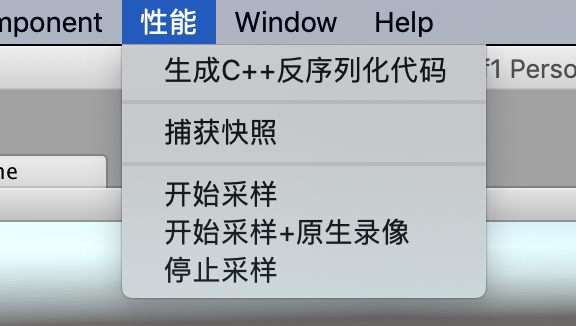 mponent 性能 Window Help
生成C++反序列化代码
f1 Perso
捕获快照
ne
开始采样
开始采样+原生录像
停止采样